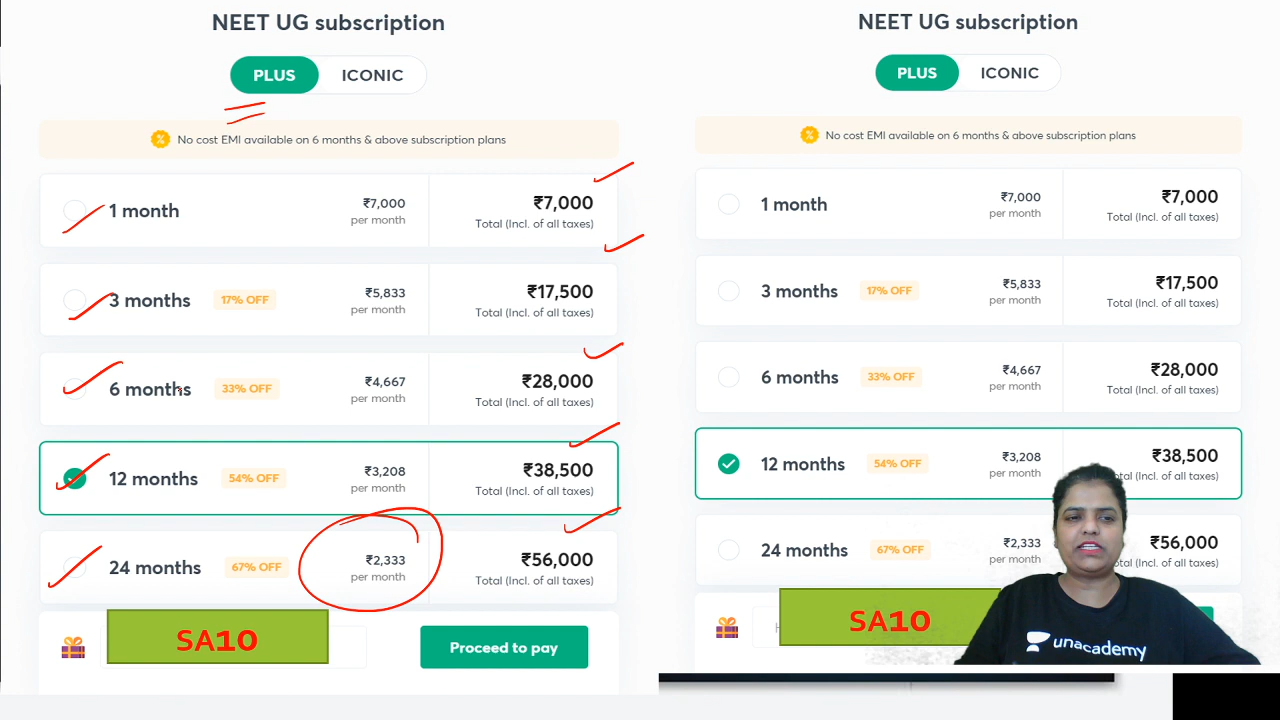 NEET UG subscription
PLUS
ICONIC
No cost EMI available on 6 months & above subscription plans
1 month
₹7,000
per month
₹7,000
Total (Incl. of all taxes)
3 months
17% OFF
₹5,833
per month
₹17,500
Total (Incl. of all taxes)
6 months
33% OFF
₹4,667
per month
₹28,000
Total (Incl. of all taxes)
12 months
54% OFF
₹3,208
per month
₹38,500
Total (Incl. of all taxes)
24 months
67% OFF
₹2,333
per month
₹56,000
Total (Incl. of all taxes)
SA10
Proceed to pay
NEET UG subscription
PLUS
ICONIC
No cost EMI available on 6 months & above subscription plans
1 month
₹7,000
per month
₹7,000
Total (Incl. of all taxes)
3 months
17% OFF
₹5,833
per month
₹17,500
Total (Incl. of all taxes)
6 months
33% OFF
₹4,667
per month
₹28,000
Total (Incl. of all taxes)
12 months
54% OFF
₹3,208
per month
₹38,500
(Incl. of all taxes)
24 months
67% OFF
₹2,333
per month
₹56,000
(Incl. of all taxes)
SA10
unacademy